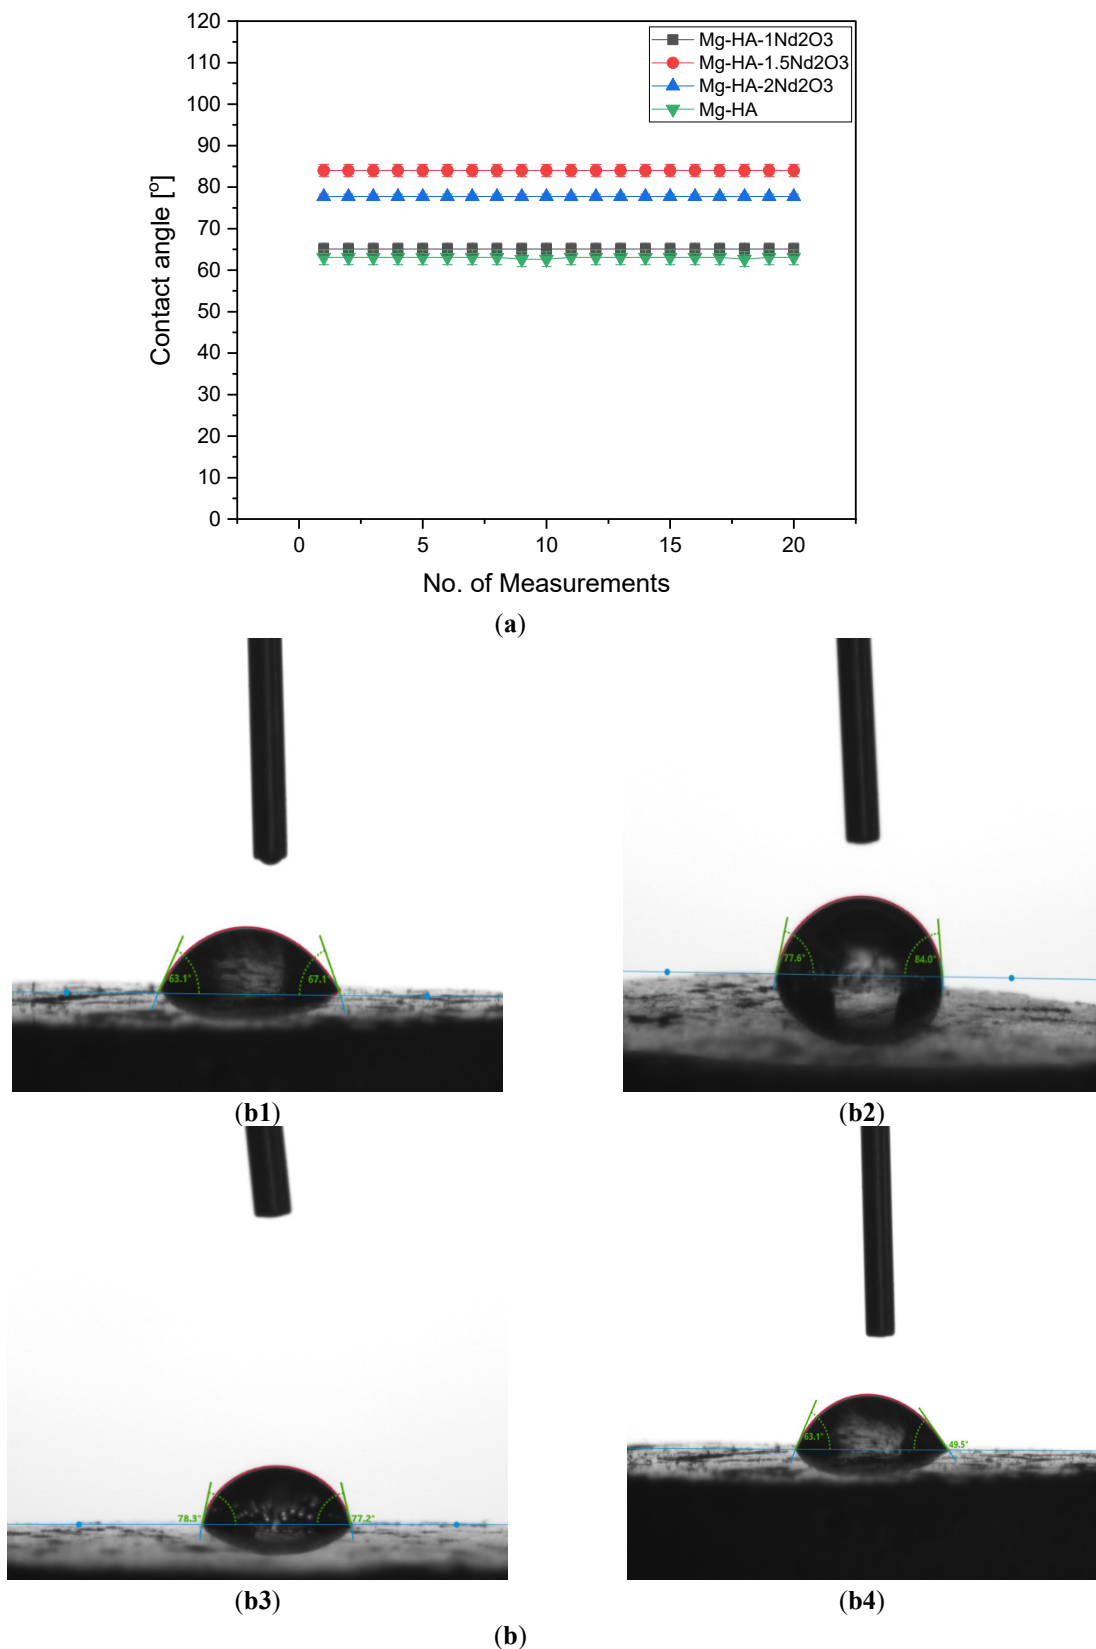 120
110
100
90
80
70
60
50
40
30
20
10
0
Contact angle [º]
Mg-HA-1Nd2O3
Mg-HA-1.5Nd2O3
Mg-HA-2Nd2O3
Mg-HA
0 5 10 15 20
No. of Measurements
(a)
63.1° 67.1
77.6° 84.0°
(b1) (b2)
78.3° 77.2°
63.1° 49.5°
(b3) (b4)
(b)